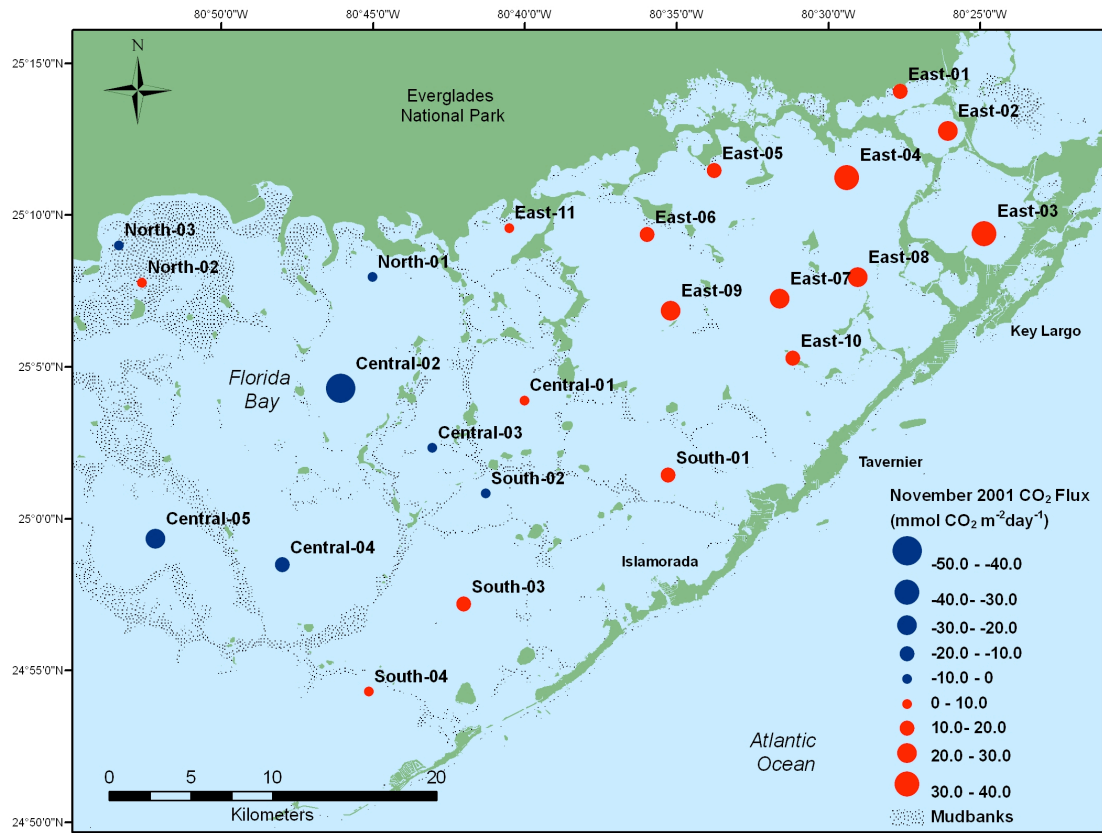 80°50'0"W
80°45'0"W
80°40'0"W
80°35'0"W
80°30'0"W
80°25'0"W
25°15'0"N
25°10'0"N
25°5'0"N
25°0'0"N
24°55'0"N
24°50'0"N
N
Everglades
National Park
East-01
East-02
East-05
East-04
East-03
East-11
East-06
North-03
North-02
North-01
East-08
East-07
East-09
East-10
Key Largo
Central-02
Florida
Bay
Central-01
Central-03
South-02
South-01
Tavernier
Central-05
Central-04
Islamorada
South-03
South-04
Atlantic
Ocean
0 5 10 20
Kilometers
November 2001 CO₂ Flux
(mmol CO₂ m⁻²day⁻¹)
-50.0 - -40.0
-40.0- -30.0
-30.0- -20.0
-20.0 - -10.0
-10.0 - 0
0 - 10.0
10.0- 20.0
20.0 - 30.0
30.0 - 40.0
Mudbanks